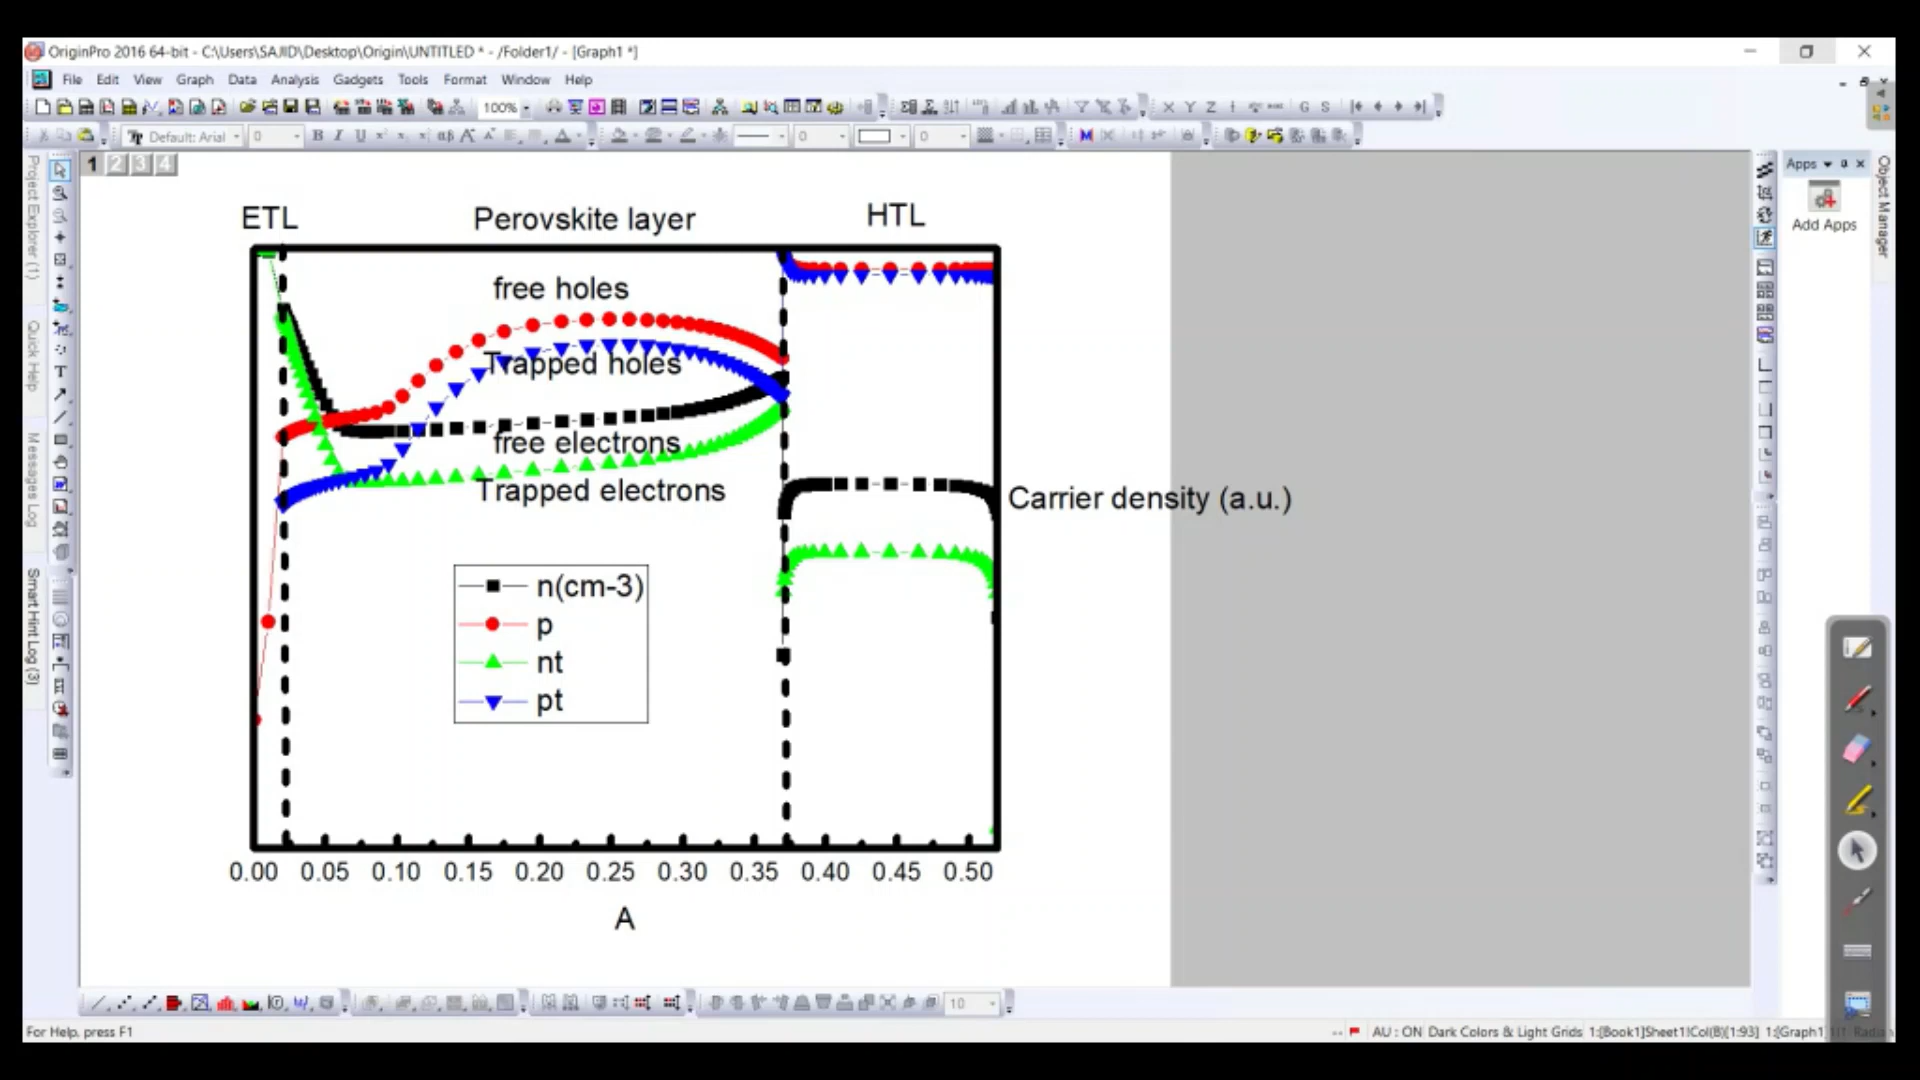 OriginPro 2016 64-bit - C:\Users\SAJID\Desktop\Origin\UNTITLED * - /Folder1/ - [Graph1 *]
File Edit View Graph Data Analysis Gadgets Tools Format Window Help
100%
X Y Z
G S
Default: Arial 0 B I U αβ A A 0 0
1 2 3 4
Project Explorer (1)
Quick Help
Messages Log
Smart Hint Log (3)
Apps
Add Apps
Object Manager
ETL Perovskite layer HTL
free holes
Trapped holes
free electrons
Trapped electrons
Carrier density (a.u.)
n(cm-3)
p
nt
pt
0.00 0.05 0.10 0.15 0.20 0.25 0.30 0.35 0.40 0.45 0.50
A
10
For Help, press F1
AU : ON Dark Colors & Light Grids 1:[Book1]Sheet1!Col(B)[1:93] 1:[Graph1